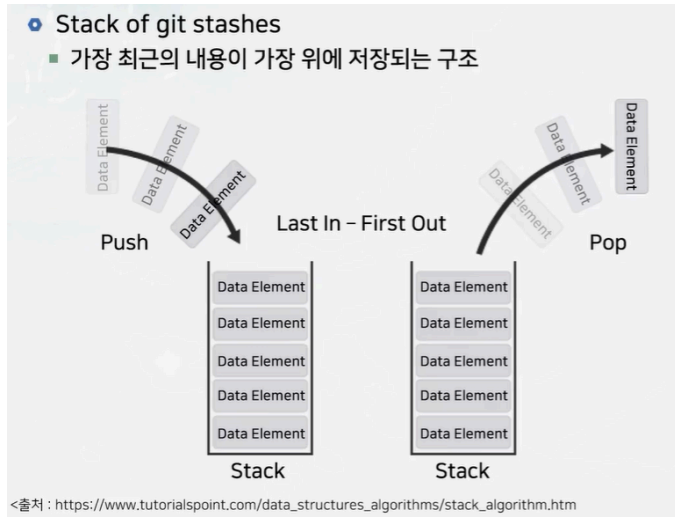 Stack of git stashes
가장 최근의 내용이 가장 위에 저장되는 구조
Data Element
Data Element
Data Element
Push
Last In – First Out
Data Element
Data Element
Data Element
Pop
Data Element
Data Element
Data Element
Data Element
Data Element
Stack
Data Element
Data Element
Data Element
Data Element
Data Element
Stack
<출처 : https://www.tutorialspoint.com/data_structures_algorithms/stack_algorithm.htm